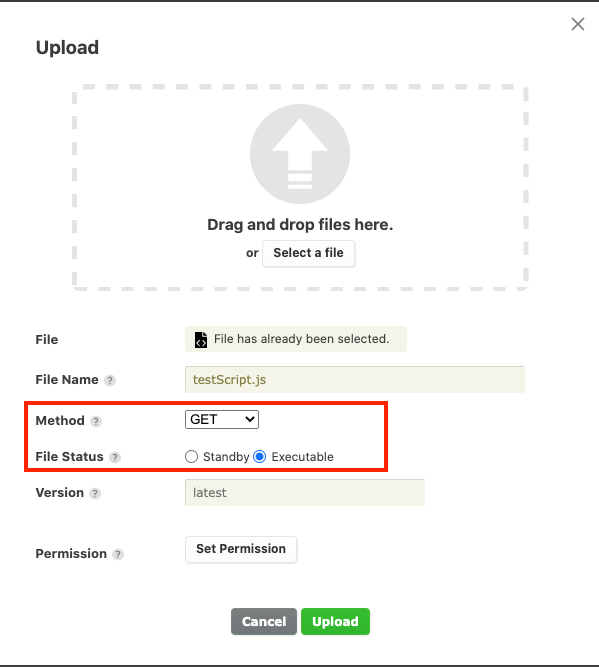 Upload
Drag and drop files here.
or Select a file
File File has already been selected.
File Name ? testScript.js
Method ? GET
File Status ? Standby Executable
Version ? latest
Permission ? Set Permission
Cancel Upload